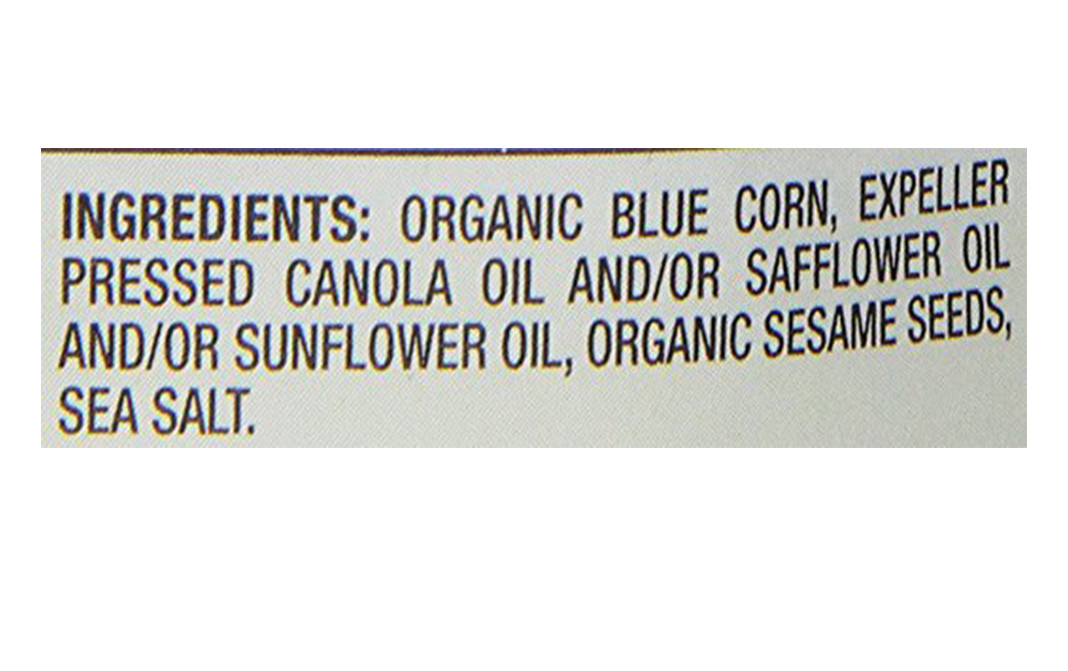 INGREDIENTS: ORGANIC BLUE CORN, EXPELLER
PRESSED CANOLA OIL AND/OR SAFFLOWER OIL
AND/OR SUNFLOWER OIL, ORGANIC SESAME SEEDS,
SEA SALT.